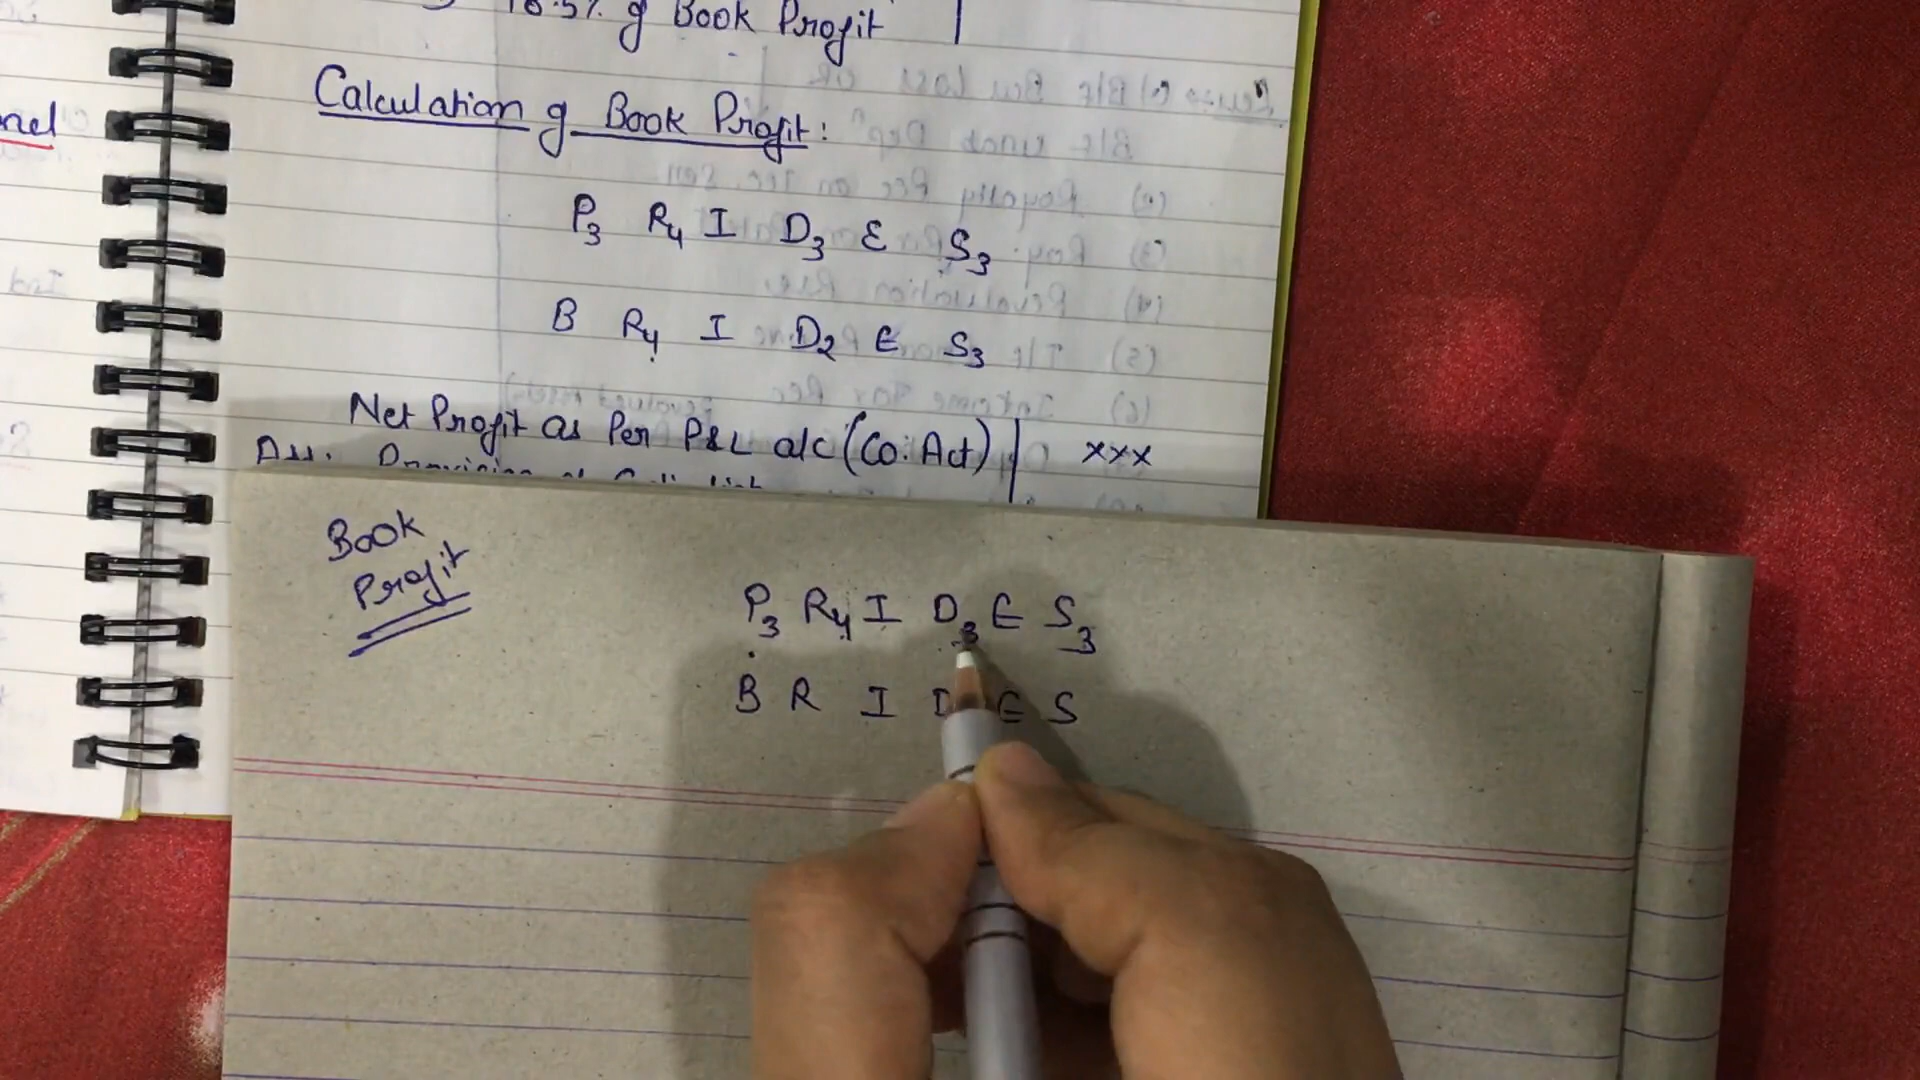 18.5% of Book Profit
Calculation of Book Profit:
P3 R4 I D3 E S3
B R4 I D2 E S3
Net Profit as Per P&L a/c (Co: Act) xxx
Book
Profit
P3 R4 I D3 E S3
B R I D E S